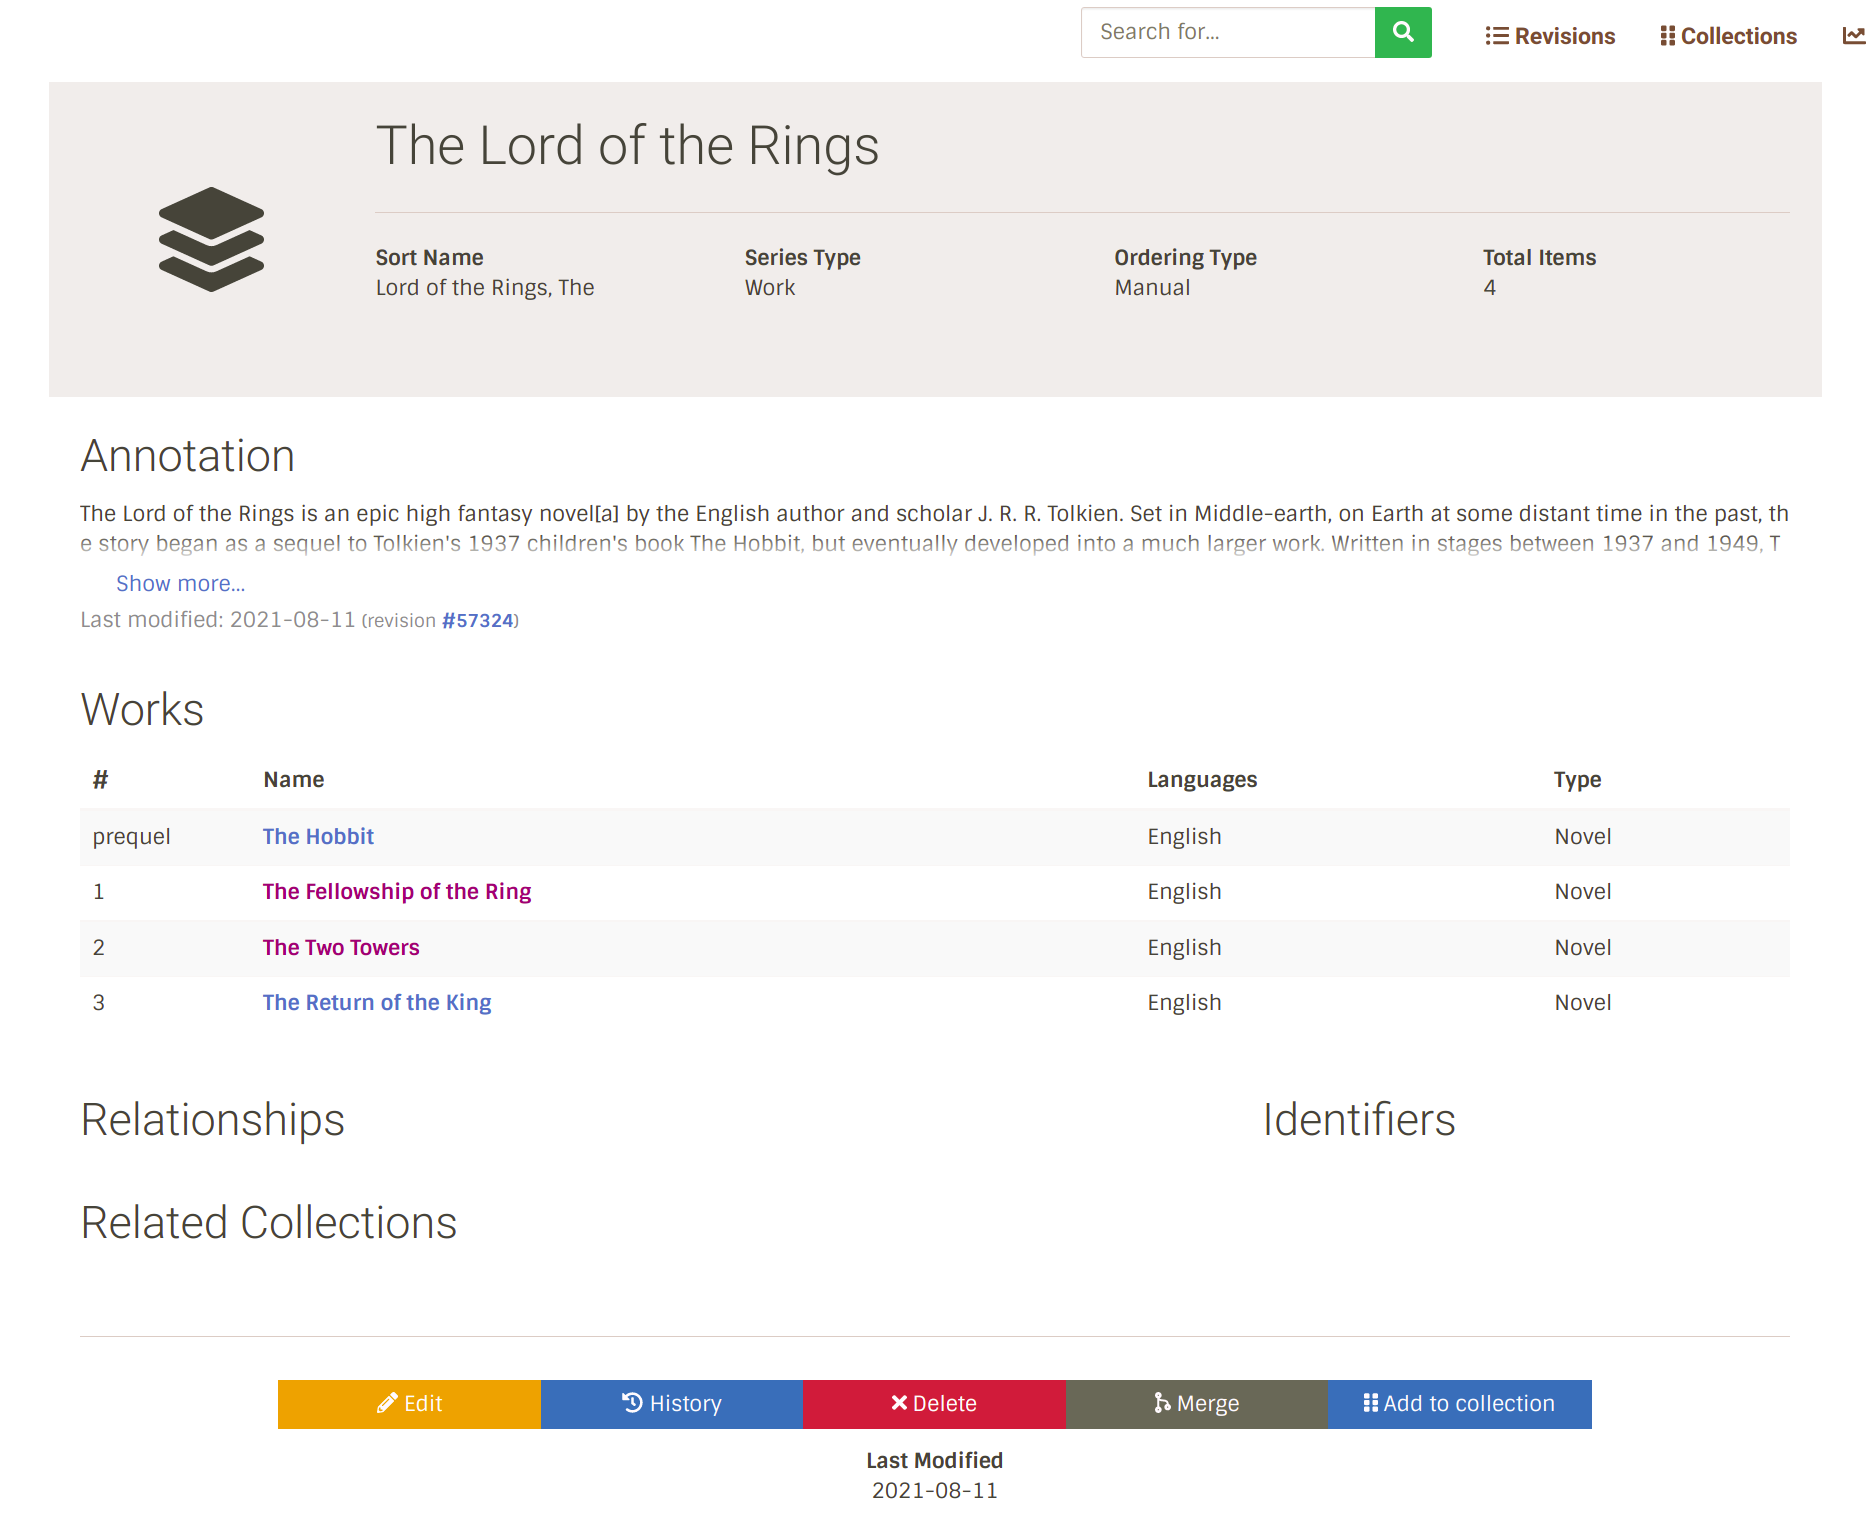 Search for...
Revisions
Collections
The Lord of the Rings
Sort Name Series Type Ordering Type Total Items
Lord of the Rings, The Work Manual 4
Annotation
The Lord of the Rings is an epic high fantasy novel[a] by the English author and scholar J. R. R. Tolkien. Set in Middle-earth, on Earth at some distant time in the past, th
e story began as a sequel to Tolkien's 1937 children's book The Hobbit, but eventually developed into a much larger work. Written in stages between 1937 and 1949, T
Show more...
Last modified: 2021-08-11 (revision #57324)
Works
# Name Languages Type
prequel The Hobbit English Novel
1 The Fellowship of the Ring English Novel
2 The Two Towers English Novel
3 The Return of the King English Novel
Relationships
Identifiers
Related Collections
Edit
History
Delete
Merge
Add to collection
Last Modified
2021-08-11